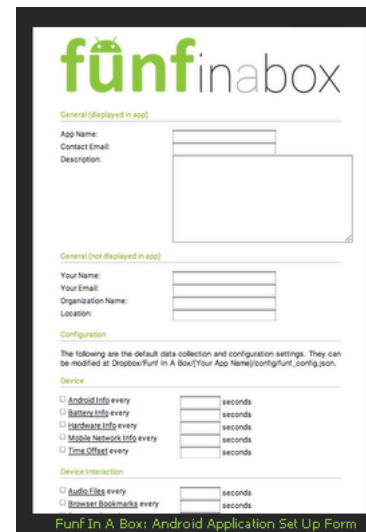 fünfinabox
General (displayed in app)
App Name:
Contact Email:
Description:
General (not displayed in app)
Your Name:
Your Email:
Organization Name:
Location:
Configuration
The following are the default data collection and configuration settings. They can
be modified at Dropbox/Funf In A Box/[Your App Name]/config/funf_config.json.
Device
Android Info every seconds
Battery Info every seconds
Hardware Info every seconds
Mobile Network Info every seconds
Time Offset every seconds
Device Interaction
Audio Files every seconds
Browser Bookmarks every seconds
Funf In A Box: Android Application Set Up Form